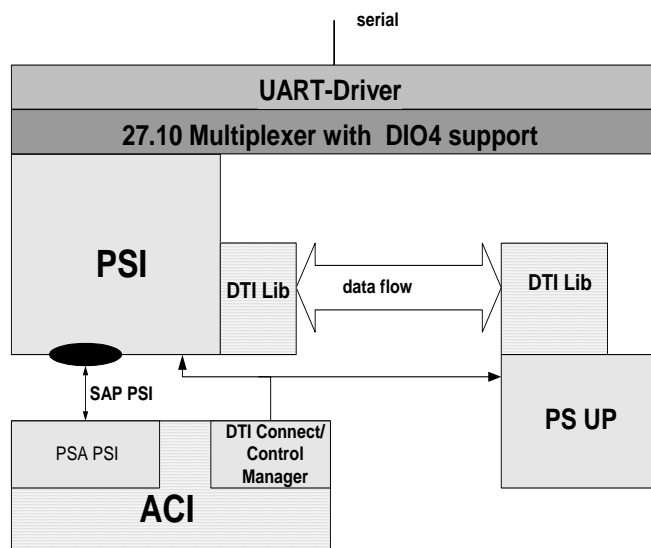 serial
UART-Driver
27.10 Multiplexer with DIO4 support
PSI
DTI Lib
data flow
DTI Lib
SAP PSI
PS UP
PSA PSI
DTI Connect/
Control
Manager
ACI